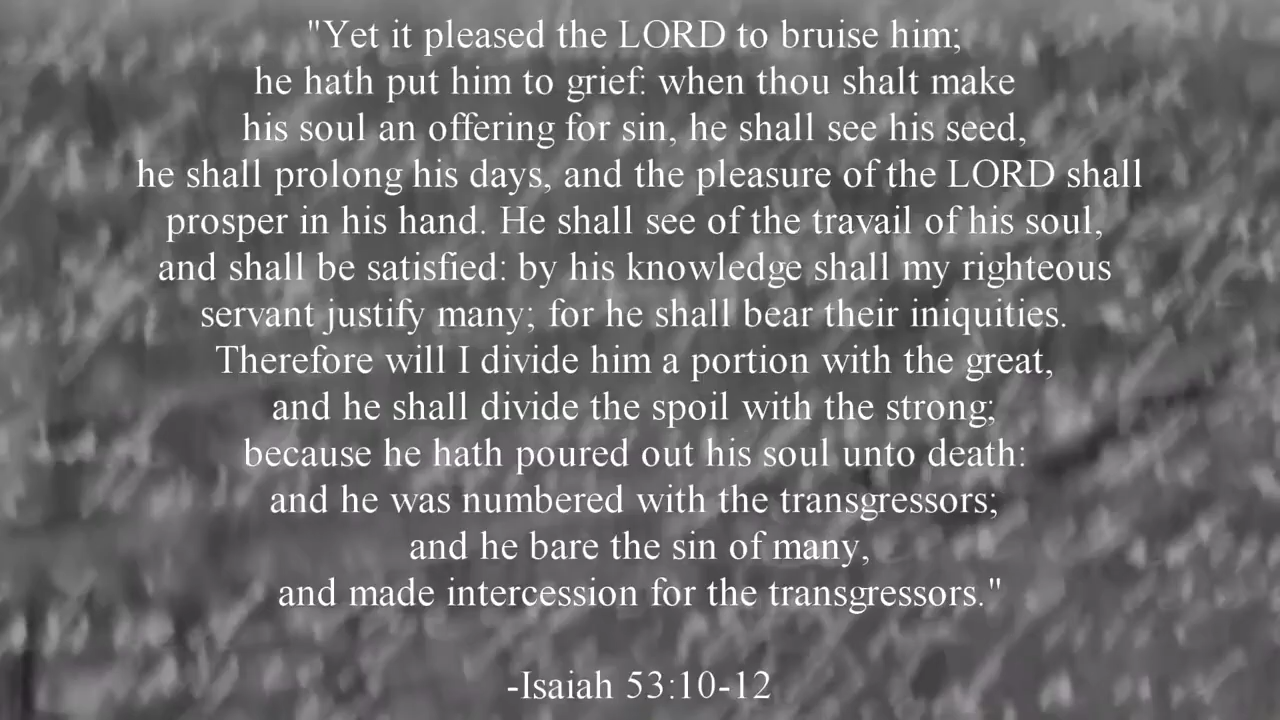 "Yet it pleased the LORD to bruise him;
he hath put him to grief: when thou shalt make
his soul an offering for sin, he shall see his seed,
he shall prolong his days, and the pleasure of the LORD shall
prosper in his hand. He shall see of the travail of his soul,
and shall be satisfied: by his knowledge shall my righteous
servant justify many; for he shall bear their iniquities.
Therefore will I divide him a portion with the great,
and he shall divide the spoil with the strong;
because he hath poured out his soul unto death:
and he was numbered with the transgressors;
and he bare the sin of many,
and made intercession for the transgressors."
-Isaiah 53:10-12